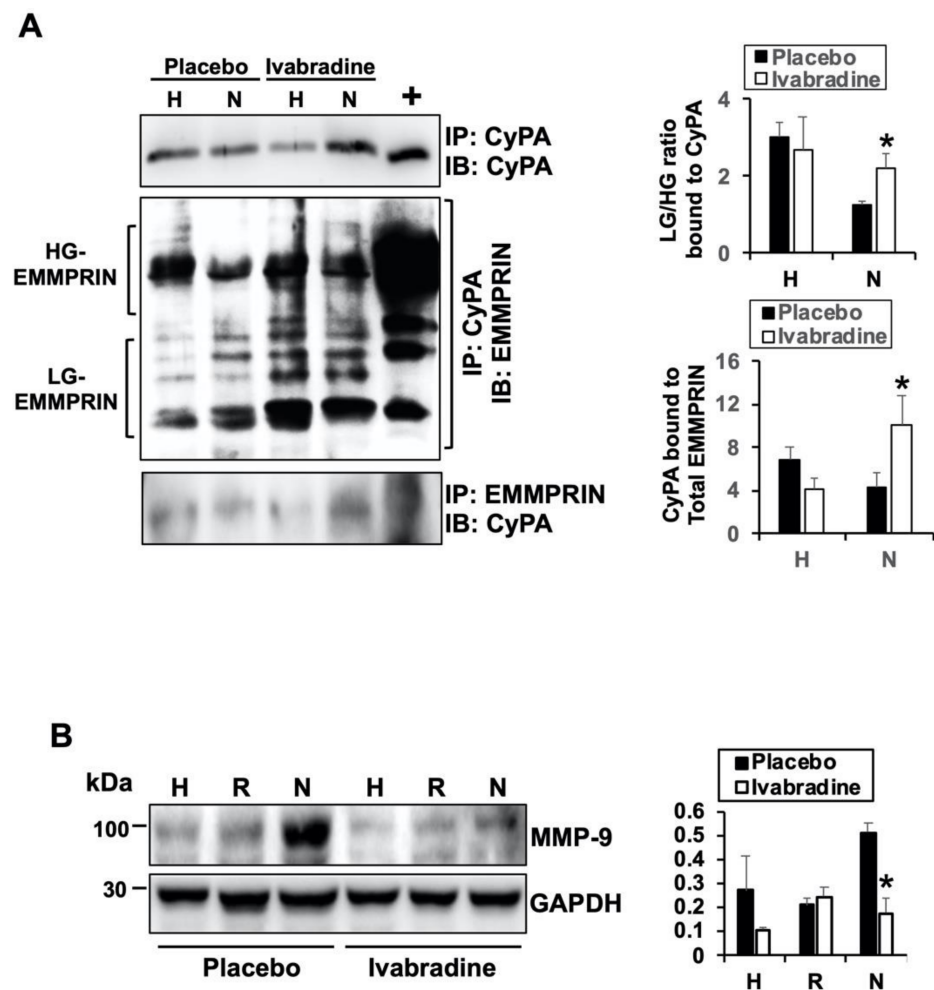 A
Placebo Ivabradine
H N H N +
IP: CyPA
IB: CyPA
HG-
EMMPRIN
LG-
EMMPRIN
IP: CyPA
IB: EMMPRIN
IP: EMMPRIN
IB: CyPA
Placebo
Ivabradine
LG/HG ratio
bound to CyPA
4
2
0
*
H N
Placebo
Ivabradine
CyPA bound to
Total EMMPRIN
16
12
8
4
0
*
H N
B
kDa H R N H R N
100
MMP-9
30
GAPDH
Placebo Ivabradine
Placebo
Ivabradine
0.6
0.5
0.4
0.3
0.2
0.1
0
*
H R N